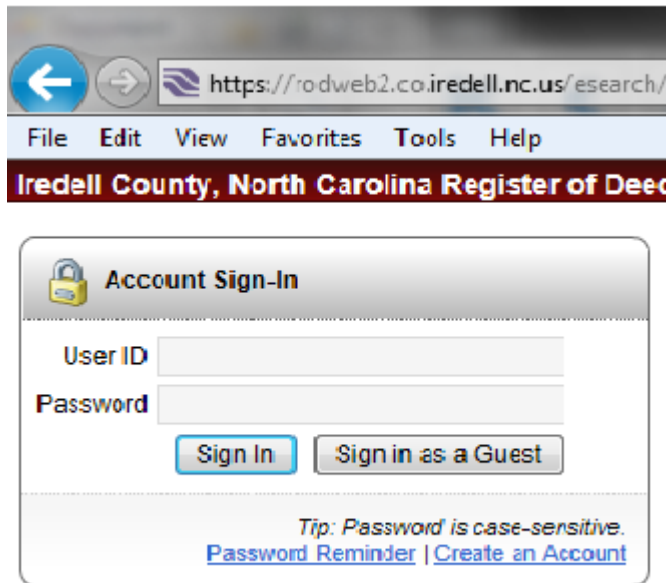 https://rodweb2.co.iredell.nc.us/esearch/
File Edit View Favorites Tools Help
Iredell County, North Carolina Register of Deed
Account Sign-In
User ID
Password
Sign In Sign in as a Guest
Tip: Password is case-sensitive.
Password Reminder | Create an Account